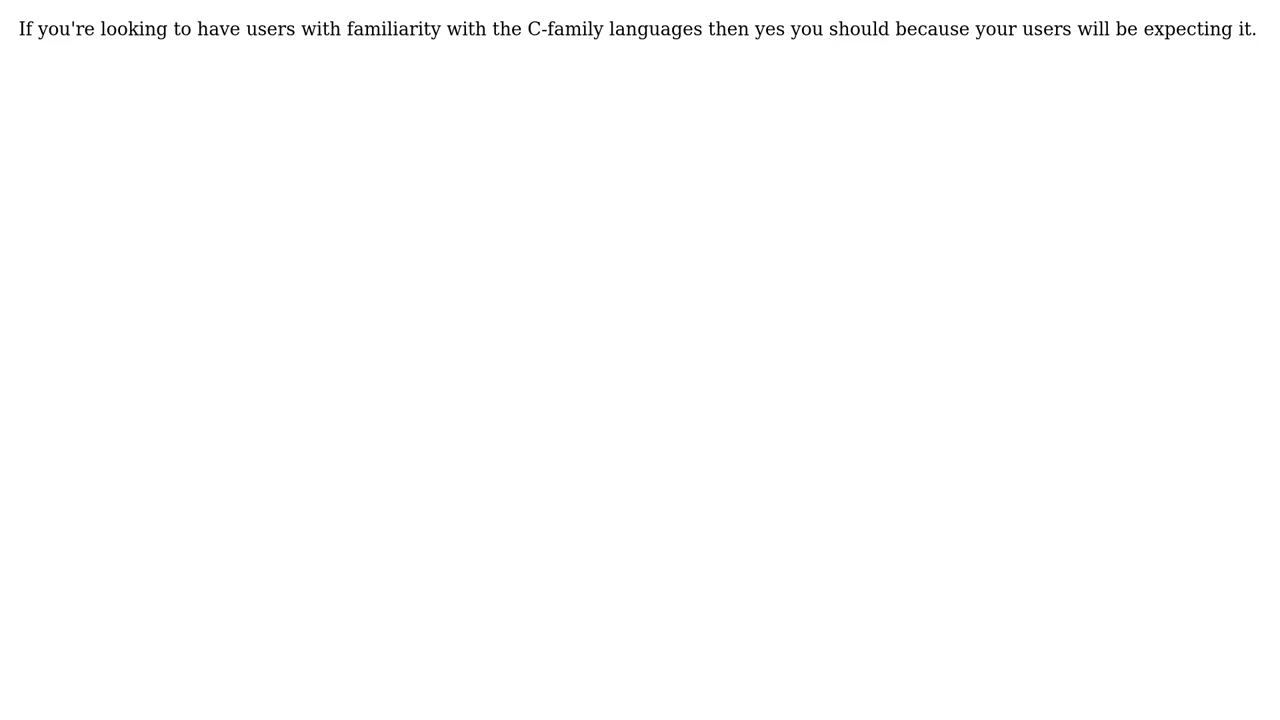 If you're looking to have users with familiarity with the C-family languages then yes you should because your users will be expecting it.